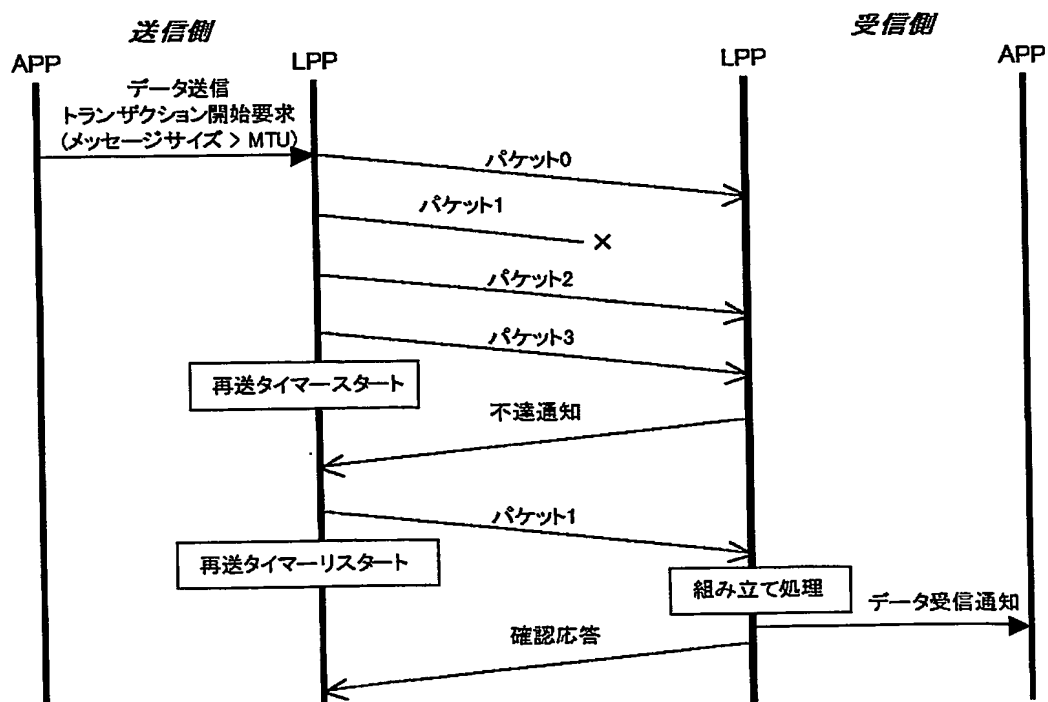 送信側
受信側
APP
LPP
LPP
APP
データ送信
トランザクション開始要求
(メッセージサイズ > MTU)
パケット0
パケット1
×
パケット2
パケット3
再送タイマースタート
不達通知
パケット1
再送タイマーリスタート
組み立て処理
データ受信通知
確認応答